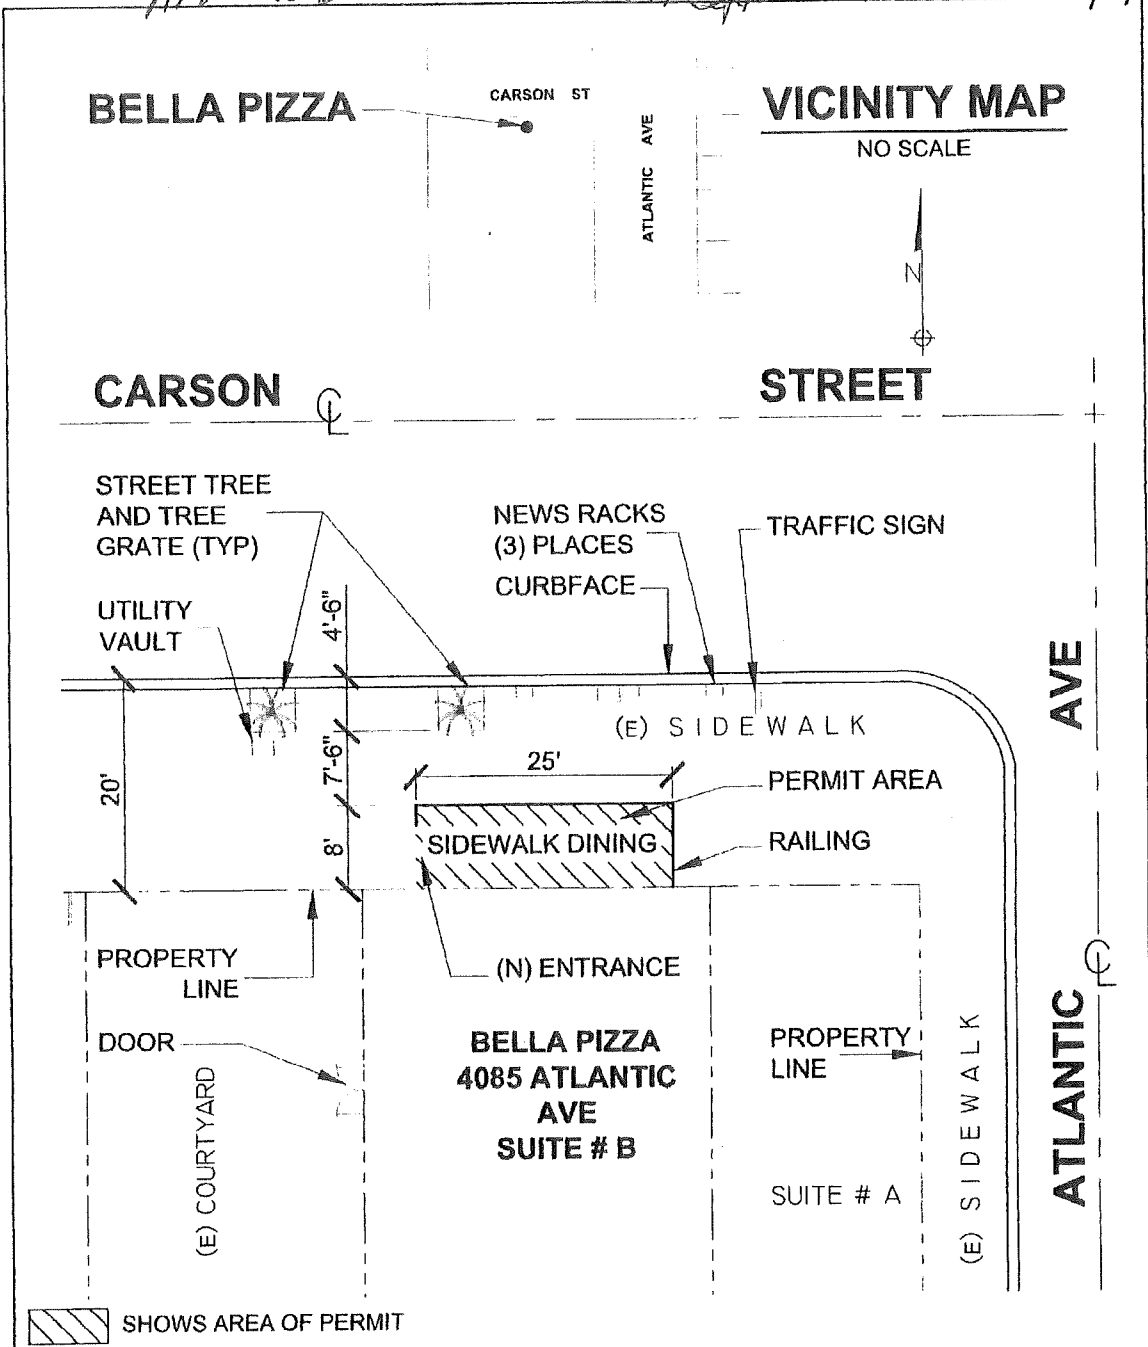 BELLA PIZZA
CARSON ST
ATLANTIC AVE
VICINITY MAP
NO SCALE
N
CARSON
STREET
CL
STREET TREE
AND TREE
GRATE (TYP)
NEWS RACKS
(3) PLACES
TRAFFIC SIGN
CURBFACE
UTILITY
VAULT
4'-6"
7'-6"
8'
20'
(E) SIDEWALK
25'
PERMIT AREA
SIDEWALK DINING
RAILING
PROPERTY
LINE
(N) ENTRANCE
DOOR
BELLA PIZZA
4085 ATLANTIC
AVE
SUITE # B
PROPERTY
LINE
SUITE # A
(E) COURTYARD
(E) SIDEWALK
ATLANTIC AVE
CL
SHOWS AREA OF PERMIT